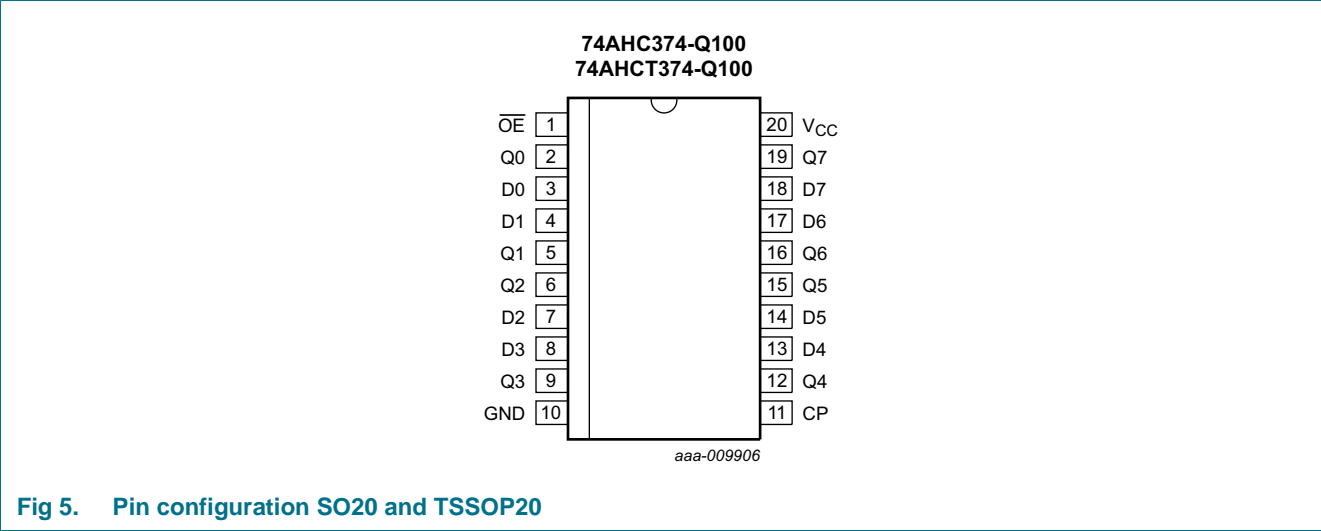 74AHC374-Q100
74AHCT374-Q100
OE 1 20 VCC
Q0 2 19 Q7
D0 3 18 D7
D1 4 17 D6
Q1 5 16 Q6
Q2 6 15 Q5
D2 7 14 D5
D3 8 13 D4
Q3 9 12 Q4
GND 10 11 CP
aaa-009906
Fig 5. Pin configuration SO20 and TSSOP20